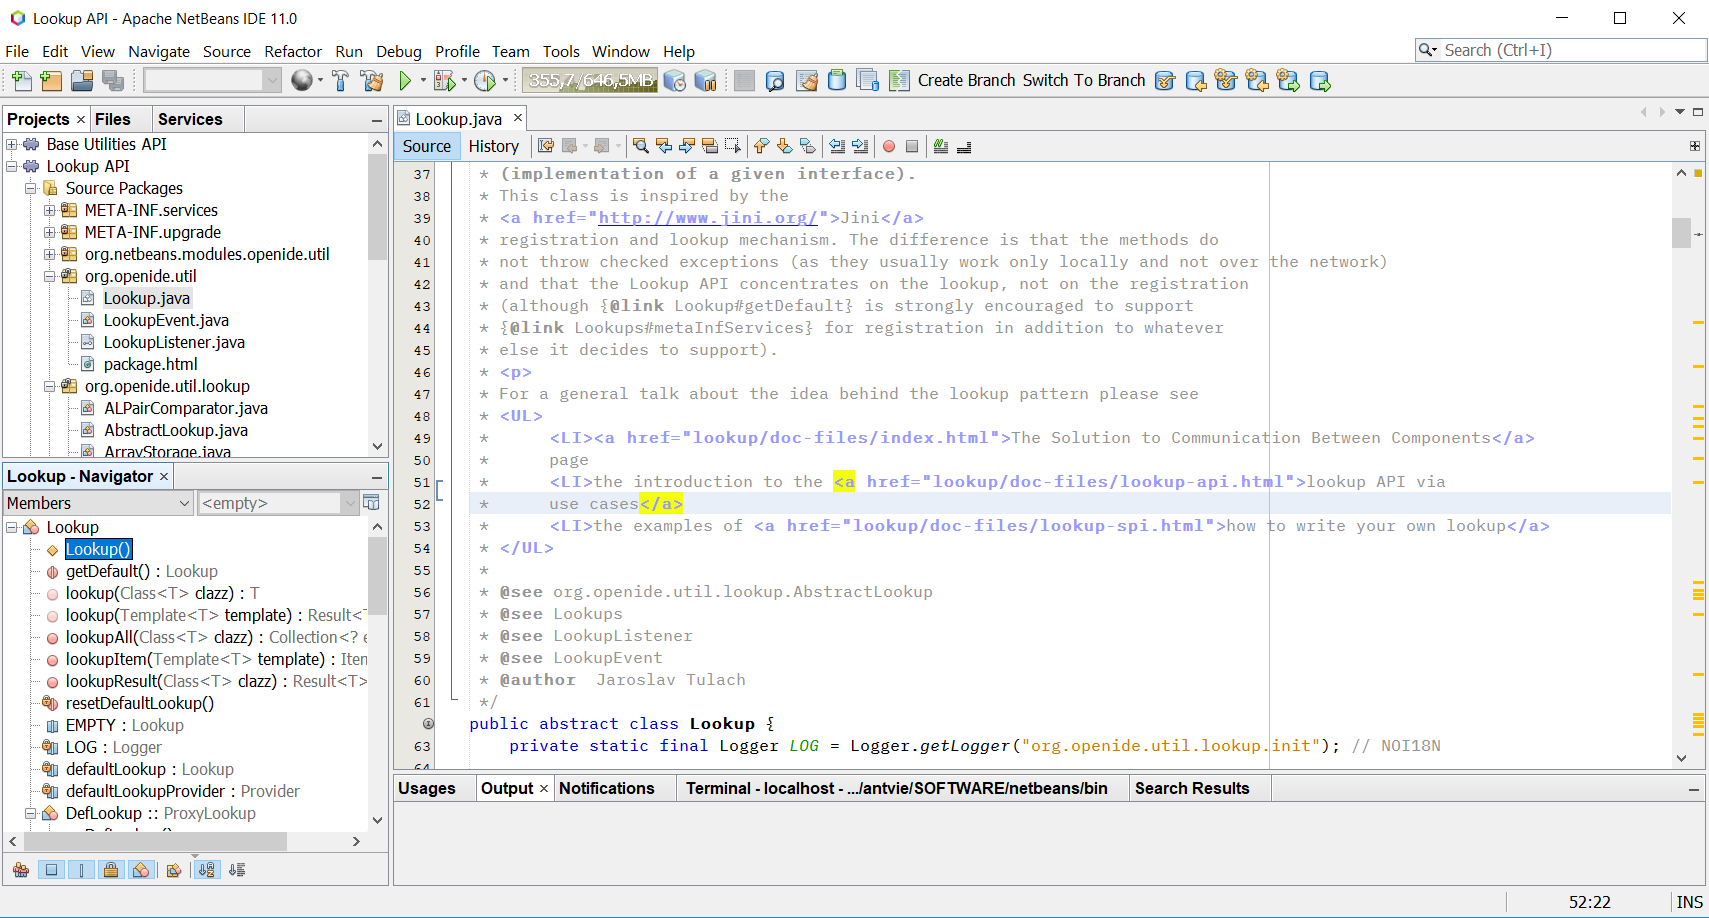 Lookup API - Apache NetBeans IDE 11.0
File Edit View Navigate Source Refactor Run Debug Profile Team Tools Window Help
Search (Ctrl+I)
355,7/646,5MB
Create Branch Switch To Branch
Projects × Files Services
Base Utilities API
Lookup API
Source Packages
META-INF.services
META-INF.upgrade
org.netbeans.modules.openide.util
org.openide.util
Lookup.java
LookupEvent.java
LookupListener.java
package.html
org.openide.util.lookup
ALPairComparator.java
AbstractLookup.java
ArrayStorage.java
Lookup - Navigator ×
Members <empty>
Lookup
Lookup()
getDefault() : Lookup
lookup(Class<T> clazz) : T
lookup(Template<T> template) : Result<
lookupAll(Class<T> clazz) : Collection<? e
lookupItem(Template<T> template) : Iten
lookupResult(Class<T> clazz) : Result<T>
resetDefaultLookup()
EMPTY : Lookup
LOG : Logger
defaultLookup : Lookup
defaultLookupProvider : Provider
DefLookup :: ProxyLookup
Lookup.java ×
Source History
37 * (implementation of a given interface).
38 * This class is inspired by the
39 * <a href="http://www.jini.org/">Jini</a>
40 * registration and lookup mechanism. The difference is that the methods do
41 * not throw checked exceptions (as they usually work only locally and not over the network)
42 * and that the Lookup API concentrates on the lookup, not on the registration
43 * (although {@link Lookup#getDefault} is strongly encouraged to support
44 * {@link Lookups#metaInfServices} for registration in addition to whatever
45 * else it decides to support).
46 * <p>
47 * For a general talk about the idea behind the lookup pattern please see
48 * <UL>
49 * <LI><a href="lookup/doc-files/index.html">The Solution to Communication Between Components</a>
50 * page
51 * <LI>the introduction to the <a href="lookup/doc-files/lookup-api.html">lookup API via
52 * use cases</a>
53 * <LI>the examples of <a href="lookup/doc-files/lookup-spi.html">how to write your own lookup</a>
54 * </UL>
55 *
56 * @see org.openide.util.lookup.AbstractLookup
57 * @see Lookups
58 * @see LookupListener
59 * @see LookupEvent
60 * @author Jaroslav Tulach
61 */
public abstract class Lookup {
63 private static final Logger LOG = Logger.getLogger("org.openide.util.lookup.init"); // NOI18N
64
Usages Output × Notifications Terminal - localhost - .../antvie/SOFTWARE/netbeans/bin Search Results
52:22 INS